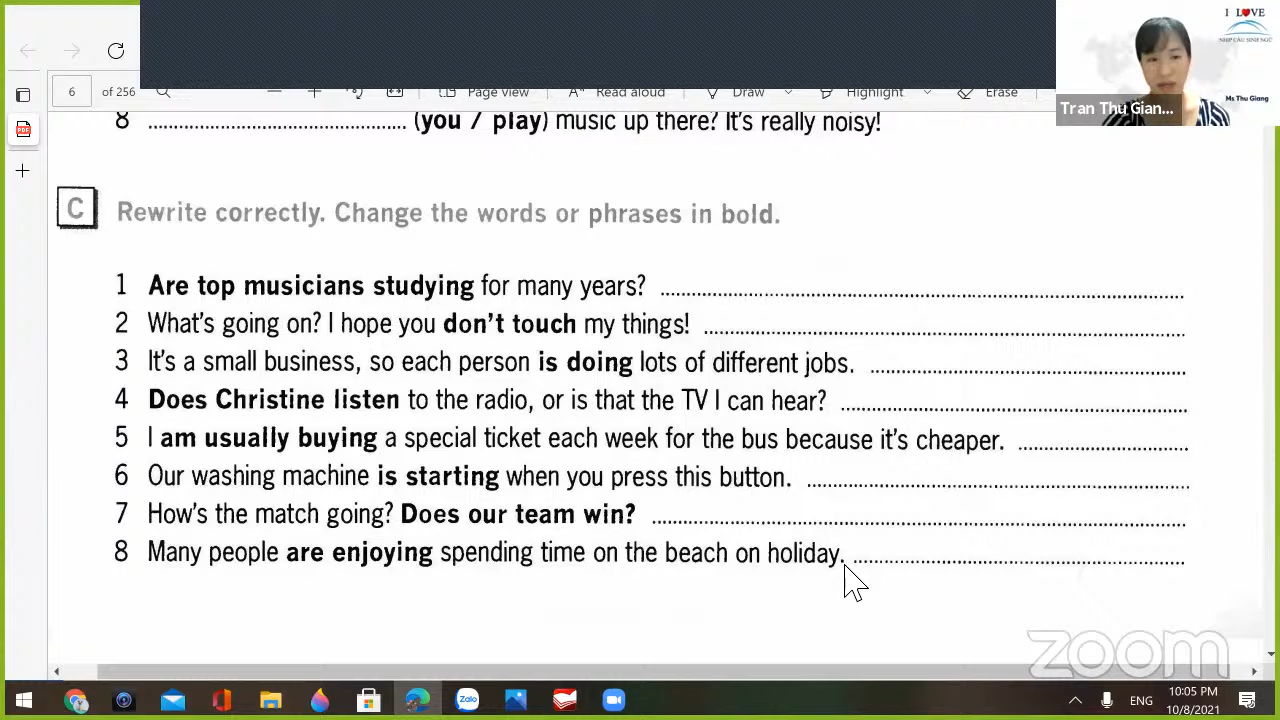 I LOVE
NHỊP CẦU SINH NGỮ
Ms Thu Giang
Tran Thu Gian...
6 of 256
Page view
Read aloud
Draw
Highlight
Erase
8 ........................................... (you / play) music up there? It's really noisy!
C Rewrite correctly. Change the words or phrases in bold.
1 Are top musicians studying for many years? ...........................................
2 What's going on? I hope you don't touch my things! ...........................................
3 It's a small business, so each person is doing lots of different jobs. ...........................................
4 Does Christine listen to the radio, or is that the TV I can hear? ...........................................
5 I am usually buying a special ticket each week for the bus because it's cheaper. ...........................................
6 Our washing machine is starting when you press this button. ...........................................
7 How's the match going? Does our team win? ...........................................
8 Many people are enjoying spending time on the beach on holiday. ...........................................
zoom
Zalo
ENG
10:05 PM
10/8/2021